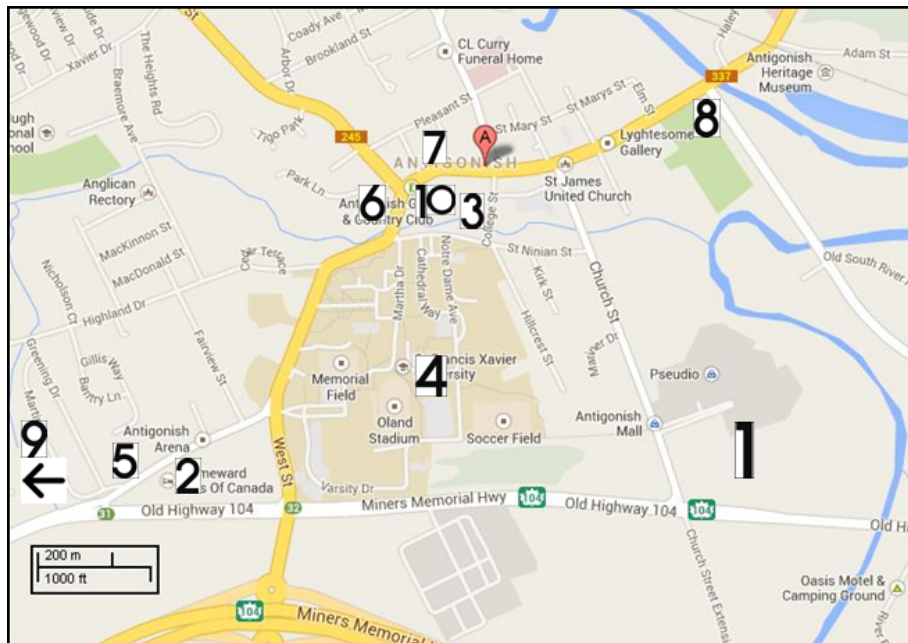 Coady Ave
Brookland St
CL Curry
Funeral Home
Haley
Adam St
Antigonish
Heritage
Museum
337
Xavier Dr
The Heights Rd
Braemore Ave
Arbor Dr
Pleasant St
Tigo Park
245
St Mary St
St Marys St
Elm St
8
Lyghtesome
Gallery
7
A
ANTIGONISH
Park Ln
Anglican
Rectory
6
10
3
& Country Club
St James
United Church
College St
St Ninian St
MacKinnon St
MacDonald St
Cedar Terrace
Nicholson Ct
Highland Dr
Martha Dr
Cathedral Way
Notre Dame Ave
Kirk St
Hillcrest St
Church St
Old South River
Greening Dr
Gillis Way
Bantry Ln
Fairview St
Memorial
Field
4
Oland
Stadium
Soccer Field
Pseudio
Antigonish
Mall
1
9
5
Antigonish
Arena
2
Of Canada
West St
Varsity Dr
31
Old Highway 104
32
Miners Memorial Hwy
104
Old Highway 104
104
200 m
1000 ft
Church Street Extension
Oasis Motel &
Camping Ground
104
Miners Memorial